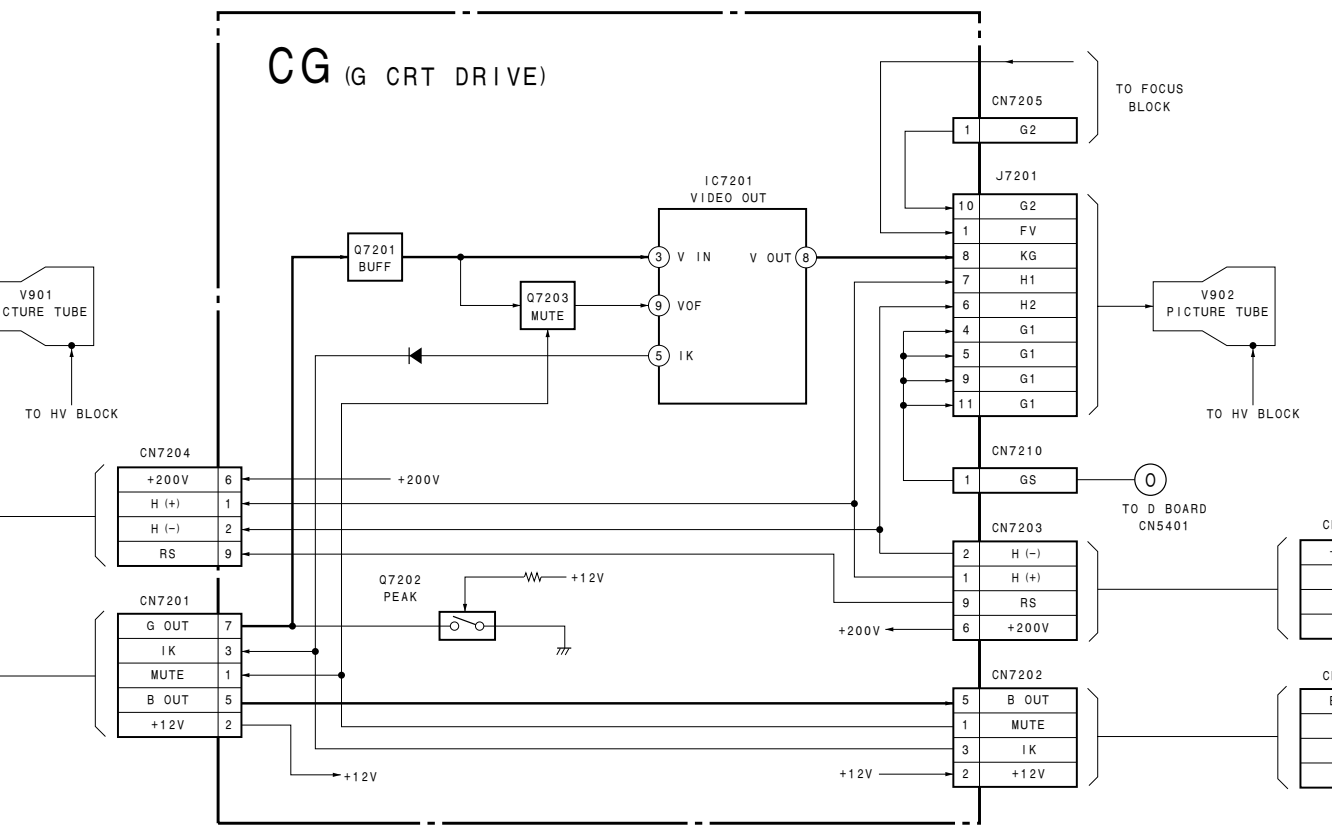 CG (G CRT DRIVE)
TO FOCUS
BLOCK
CN7205
1 G2
J7201
10 G2
1 FV
8 KG
7 H1
6 H2
4 G1
5 G1
9 G1
11 G1
IC7201
VIDEO OUT
3 V IN
V OUT 8
9 VOF
5 IK
Q7201
BUFF
Q7203
MUTE
V901
CTURE TUBE
TO HV BLOCK
V902
PICTURE TUBE
TO HV BLOCK
CN7204
+200V 6
H (+) 1
H (-) 2
RS 9
+200V
CN7210
1 GS
O
TO D BOARD
CN5401
CN7203
2 H (-)
1 H (+)
9 RS
6 +200V
+200V
Q7202
PEAK
+12V
CN7201
G OUT 7
IK 3
MUTE 1
B OUT 5
+12V 2
+12V
CN7202
5 B OUT
1 MUTE
3 IK
2 +12V
+12V